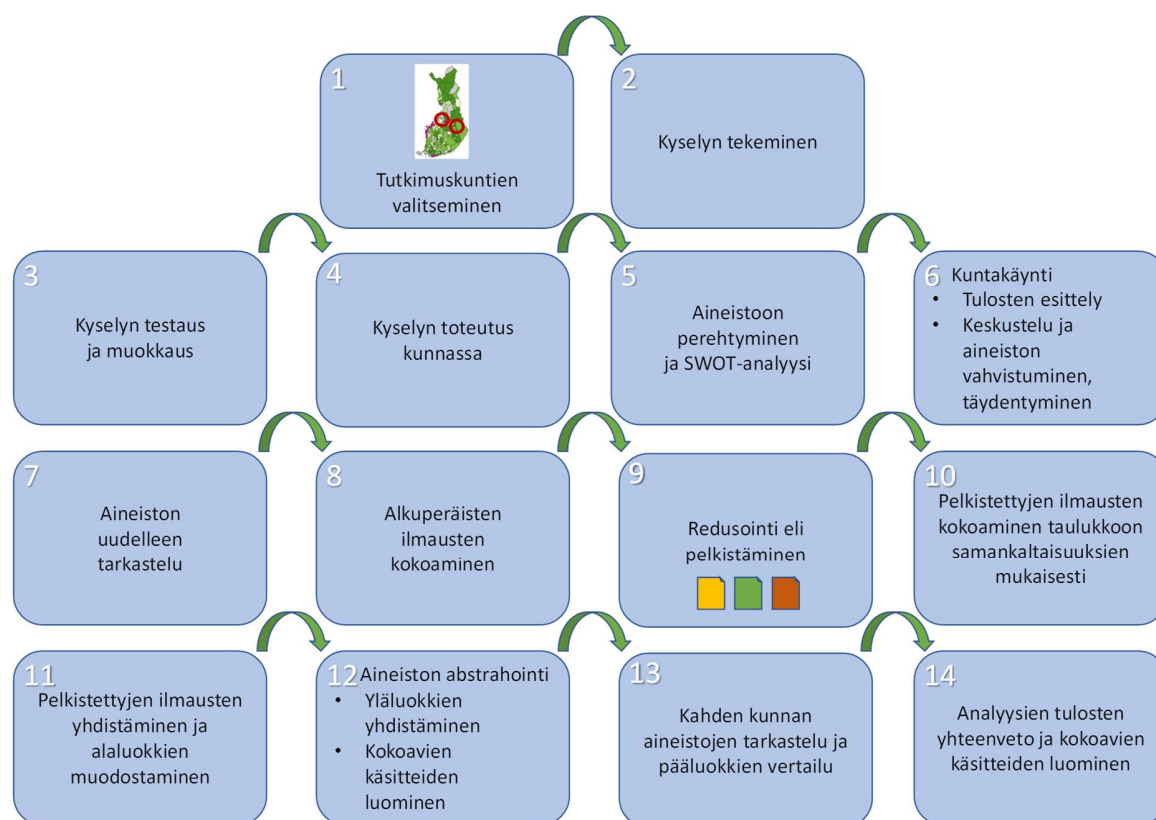 1
Tutkimuskuntien
valitseminen
2
Kyselyn tekeminen
3
Kyselyn testaus
ja muokkaus
4
Kyselyn toteutus
kunnassa
5
Aineistoon
perehtyminen
ja SWOT-analyysi
6 Kuntakäynti
• Tulosten esittely
• Keskustelu ja
aineiston
vahvistuminen,
täydentyminen
7
Aineiston
uudelleen
tarkastelu
8
Alkuperäisten
ilmausten
kokoaminen
9
Redusointi eli
pelkistäminen
10
Pelkistettyjen ilmausten
kokoaminen taulukkoon
samankaltaisuuksien
mukaisesti
11
Pelkistettyjen ilmausten
yhdistäminen ja
alaluokkien
muodostaminen
12 Aineiston abstrahointi
• Yläluokkien
yhdistäminen
• Kokoavien
käsitteiden
luominen
13
Kahden kunnan
aineistojen tarkastelu ja
pääluokkien vertailu
14
Analyysien tulosten
yhteenveto ja kokoavien
käsitteiden luominen